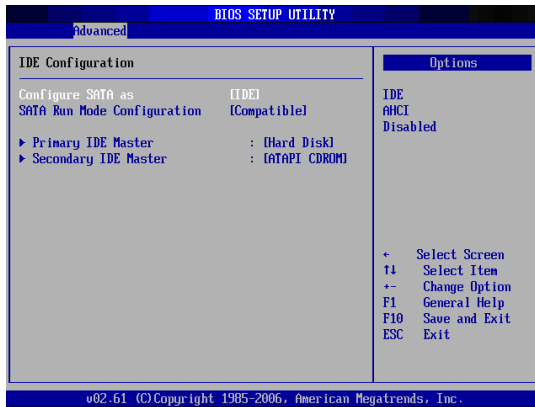 BIOS SETUP UTILITY
Advanced
IDE Configuration
Configure SATA as [IDE]
SATA Run Mode Configuration [Compatible]
▶ Primary IDE Master : [Hard Disk]
▶ Secondary IDE Master : [ATAPI CDROM]
Options
IDE
AHCI
Disabled
← Select Screen
↑↓ Select Item
+- Change Option
F1 General Help
F10 Save and Exit
ESC Exit
v02.61 (C)Copyright 1985-2006, American Megatrends, Inc.